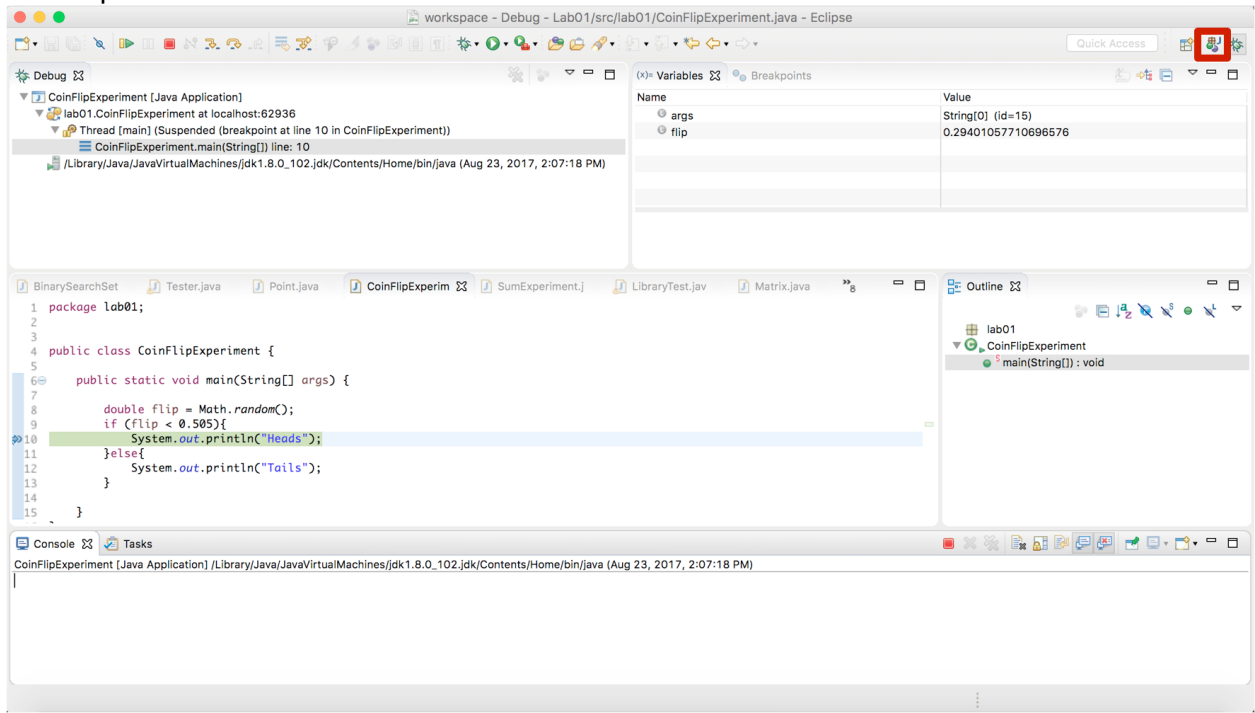 workspace - Debug - Lab01/src/lab01/CoinFlipExperiment.java - Eclipse
Quick Access
Debug
CoinFlipExperiment [Java Application]
lab01.CoinFlipExperiment at localhost:62936
Thread [main] (Suspended (breakpoint at line 10 in CoinFlipExperiment))
CoinFlipExperiment.main(String[]) line: 10
/Library/Java/JavaVirtualMachines/jdk1.8.0_102.jdk/Contents/Home/bin/java (Aug 23, 2017, 2:07:18 PM)
(x)= Variables Breakpoints
Name Value
args String[0] (id=15)
flip 0.29401057710696576
BinarySearchSet Tester.java Point.java CoinFlipExperim SumExperiment.j LibraryTest.jav Matrix.java »8
1 package lab01;
2
3
4 public class CoinFlipExperiment {
5
6 public static void main(String[] args) {
7
8 double flip = Math.random();
9 if (flip < 0.505){
10 System.out.println("Heads");
11 }else{
12 System.out.println("Tails");
13 }
14
15 }
Outline
lab01
CoinFlipExperiment
main(String[]) : void
Console Tasks
CoinFlipExperiment [Java Application] /Library/Java/JavaVirtualMachines/jdk1.8.0_102.jdk/Contents/Home/bin/java (Aug 23, 2017, 2:07:18 PM)